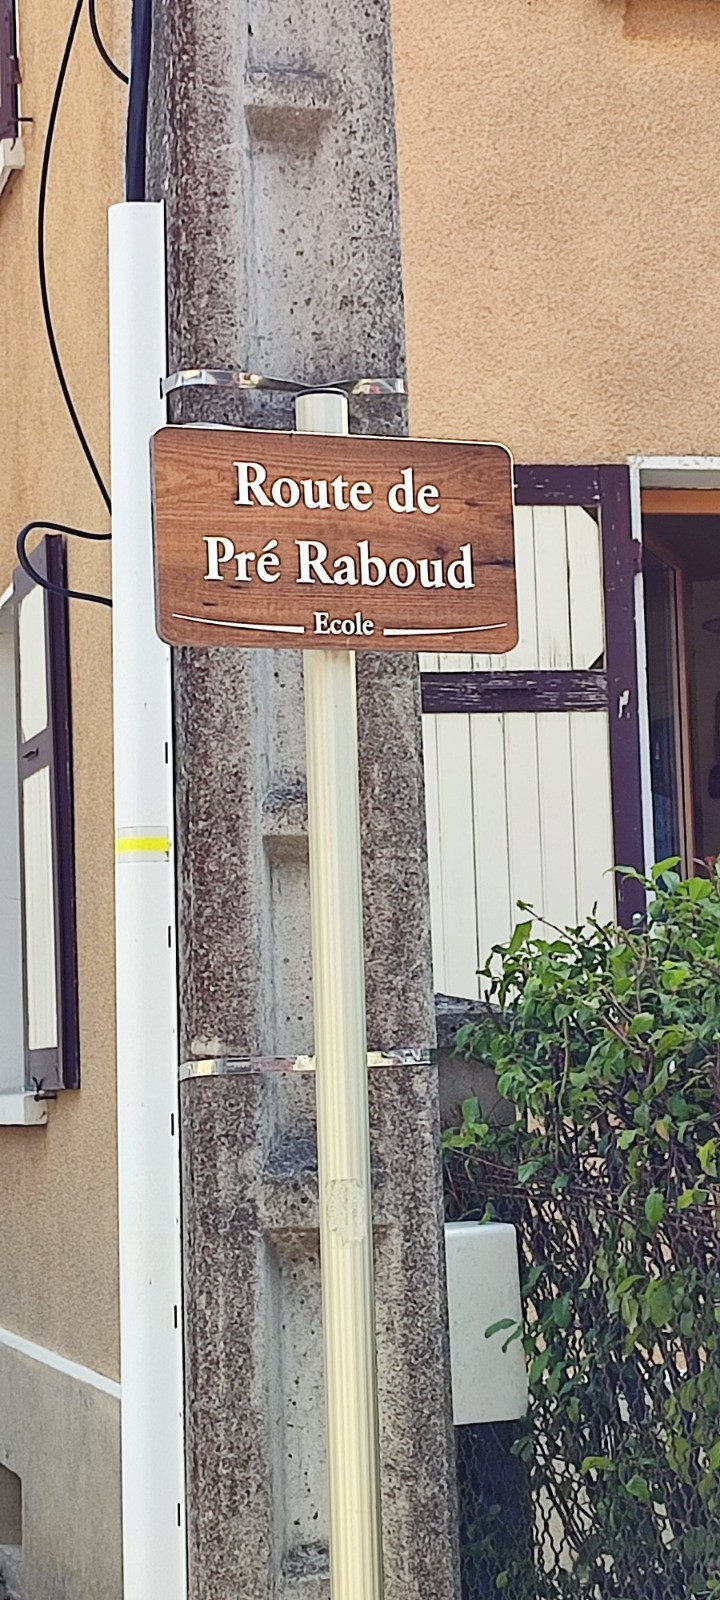 Route de
Pré Raboud
Ecole